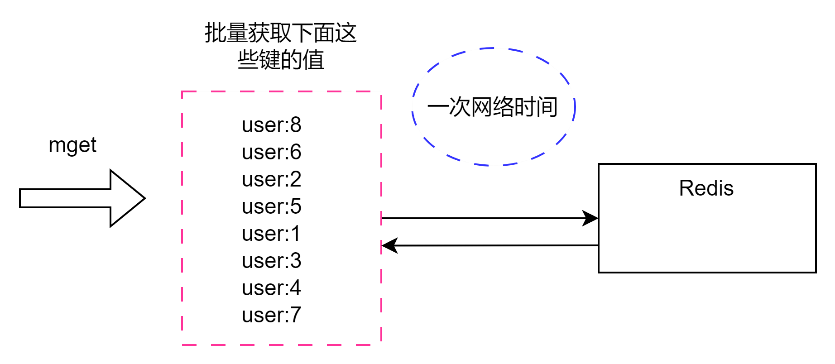 批量获取下面这
些键的值
一次网络时间
mget
user:8
user:6
user:2
user:5
user:1
user:3
user:4
user:7
Redis